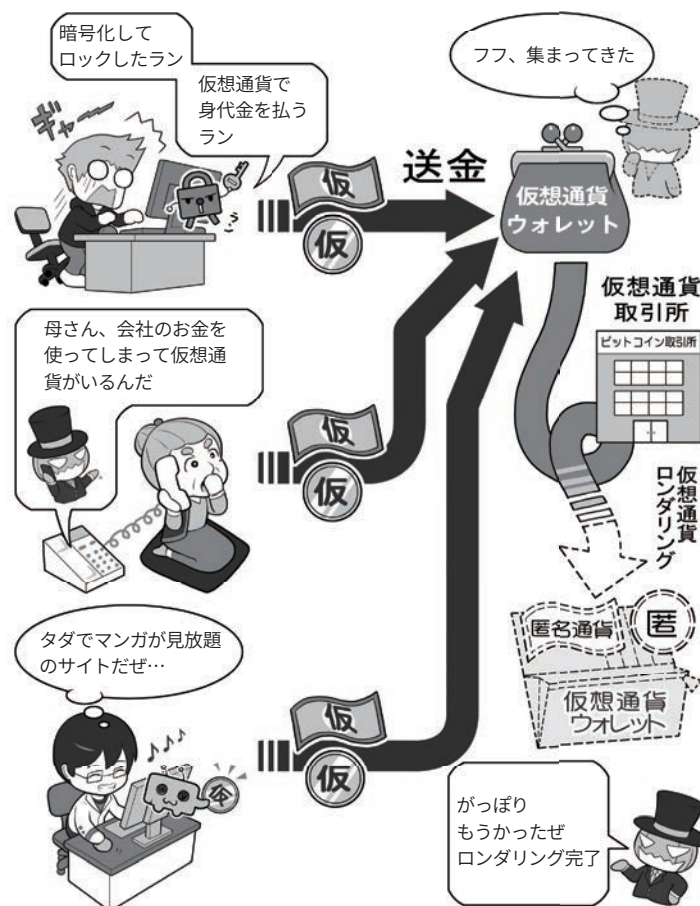 暗号化して
ロックしたラン
仮想通貨で
身代金を払う
ラン
ギャー
仮
仮
送金
フフ、集まってきた
仮想通貨
ウォレット
仮想通貨
取引所
ビットコイン取引所
母さん、会社のお金を
使ってしまって仮想通
貨がいるんだ
仮
仮
仮想通貨
ロンダリング
匿名通貨
匿
仮想通貨
ウォレット
タダでマンガが見放題
のサイトだぜ…
仮
仮
仮
がっぽり
もうかったぜ
ロンダリング完了